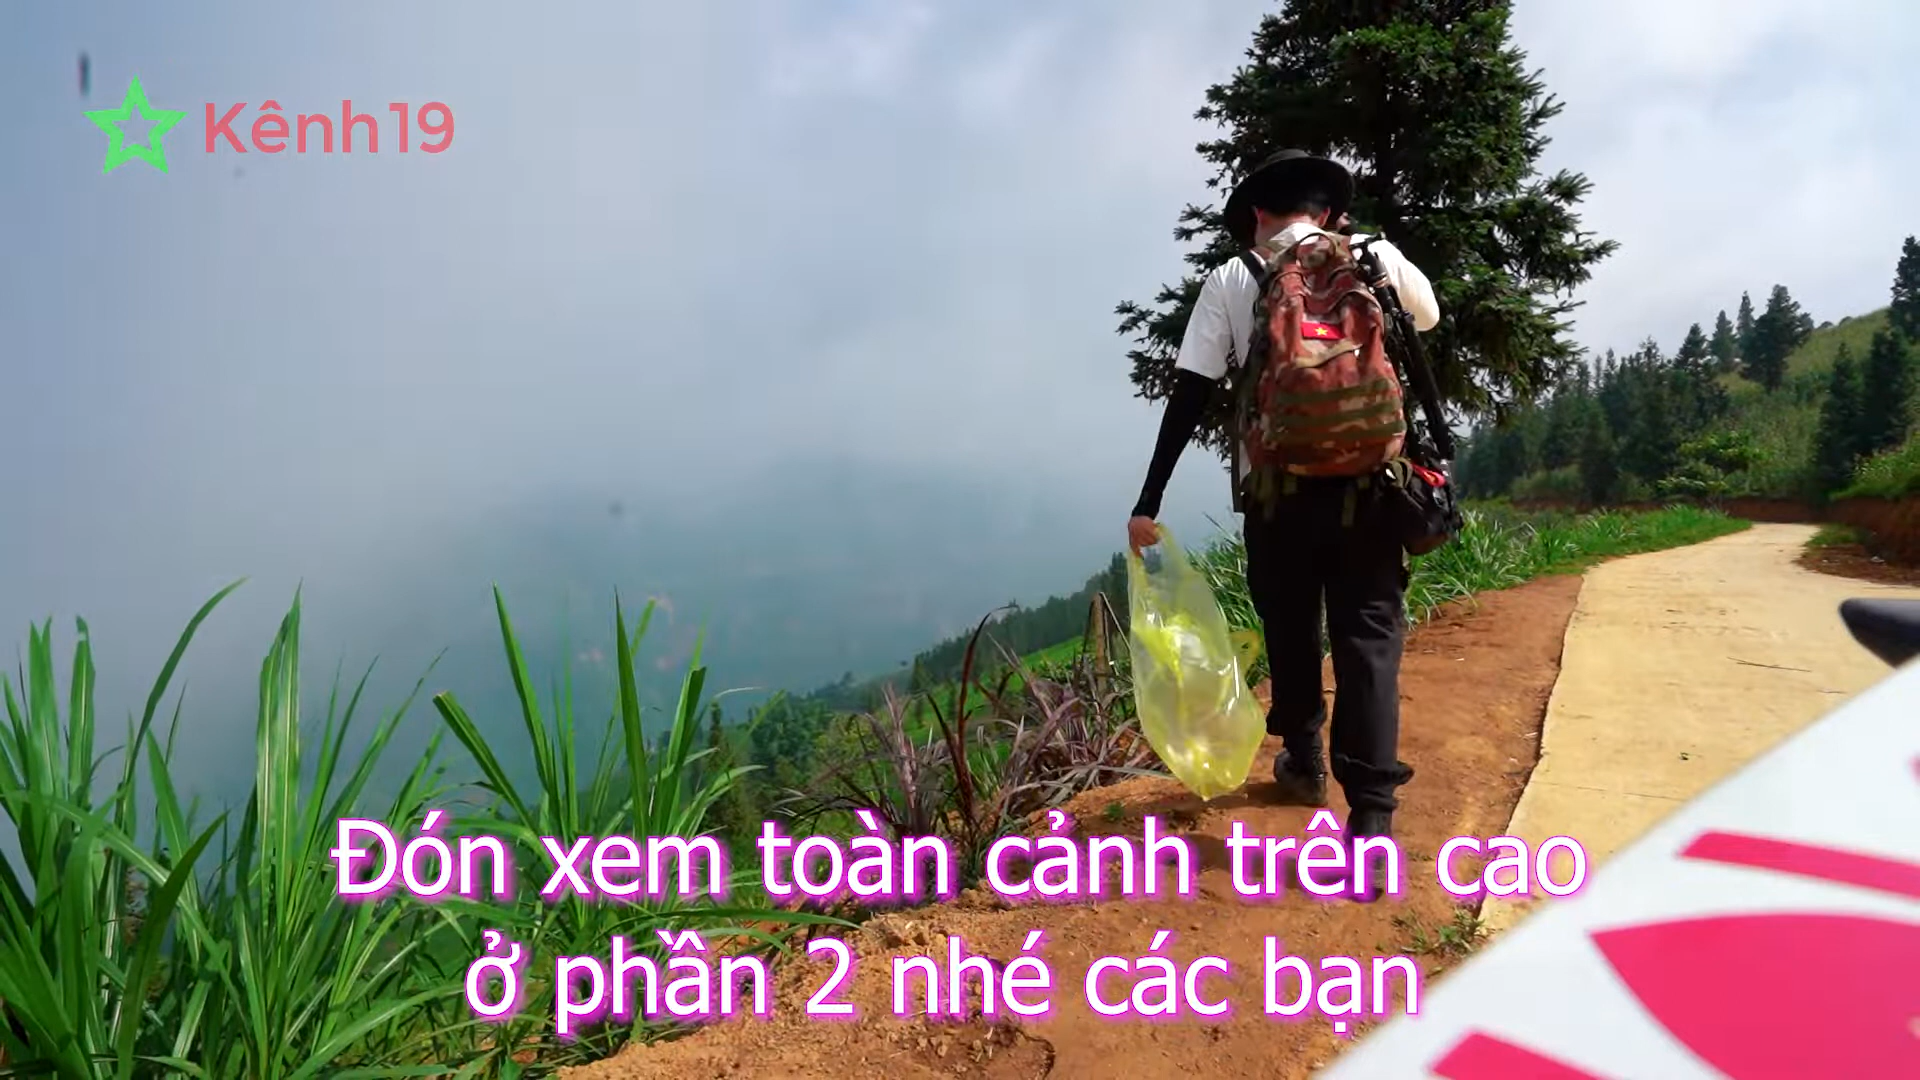 Kênh19
Đón xem toàn cảnh trên cao
ở phần 2 nhé các bạn